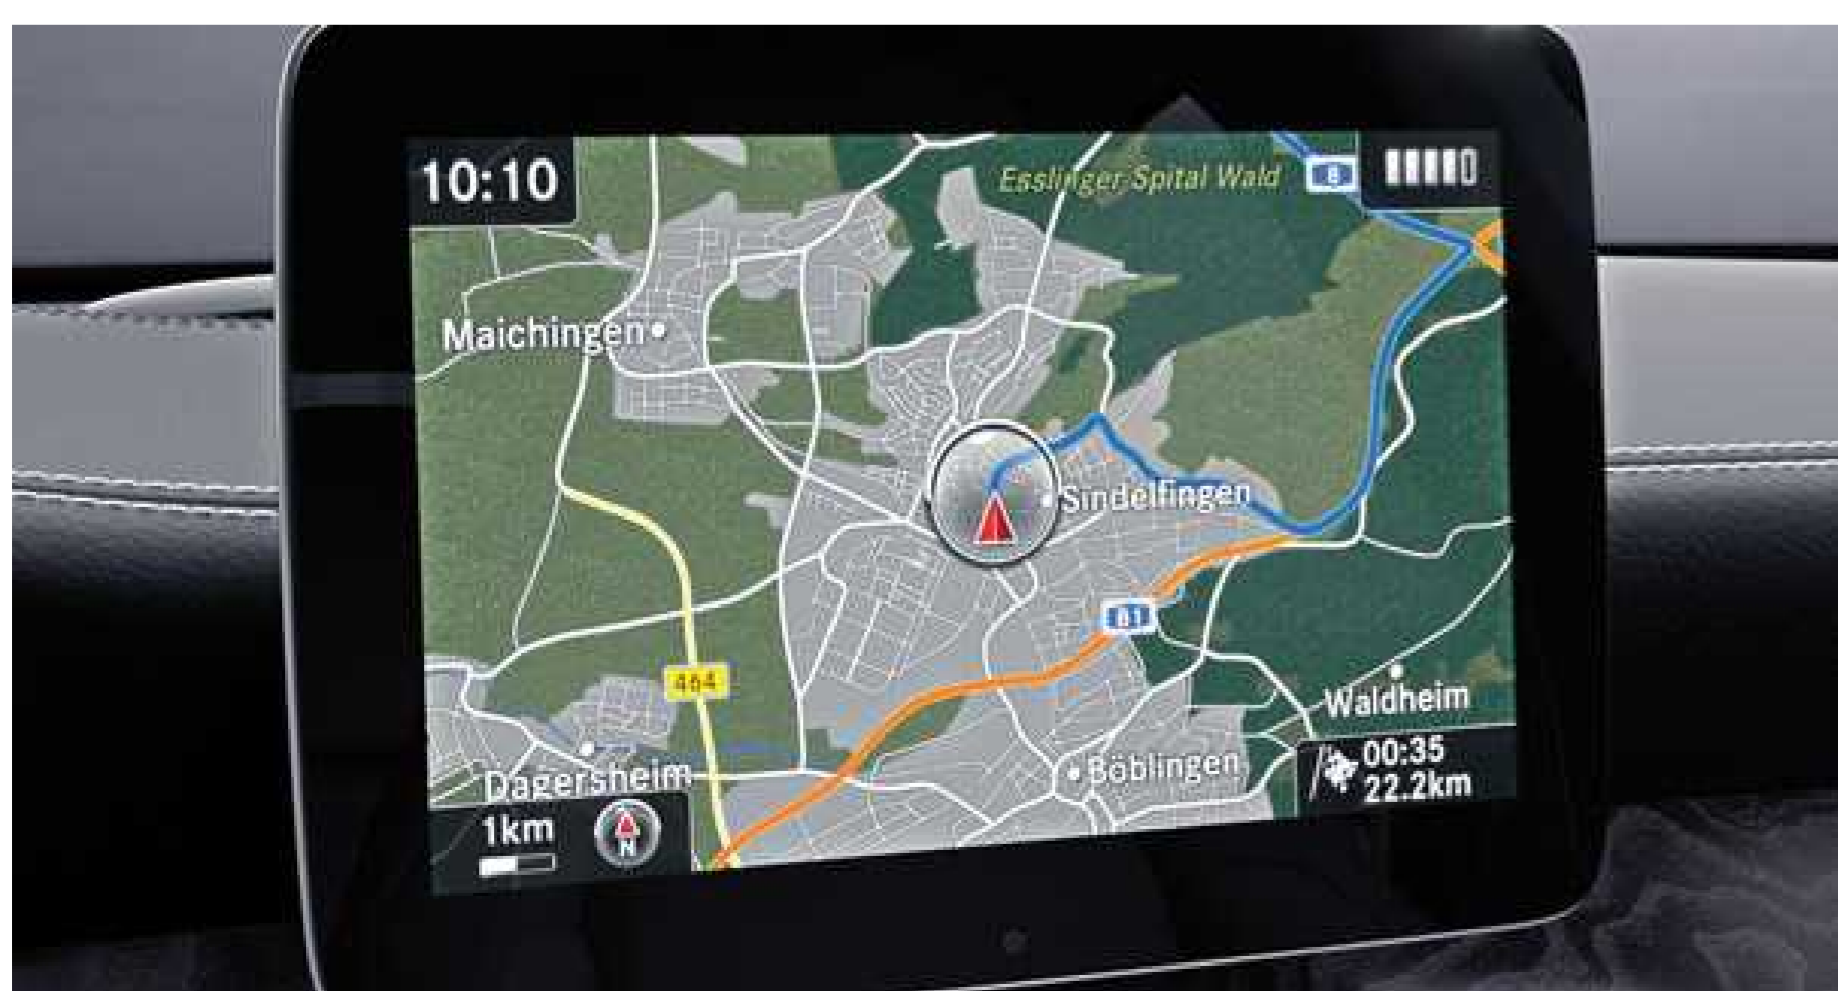 10:10
Esslinger Spital Wald
8
Maichingen
Sindelfingen
81
464
Waldheim
Dagersheim
Böblingen
00:35
22.2km
1km
N